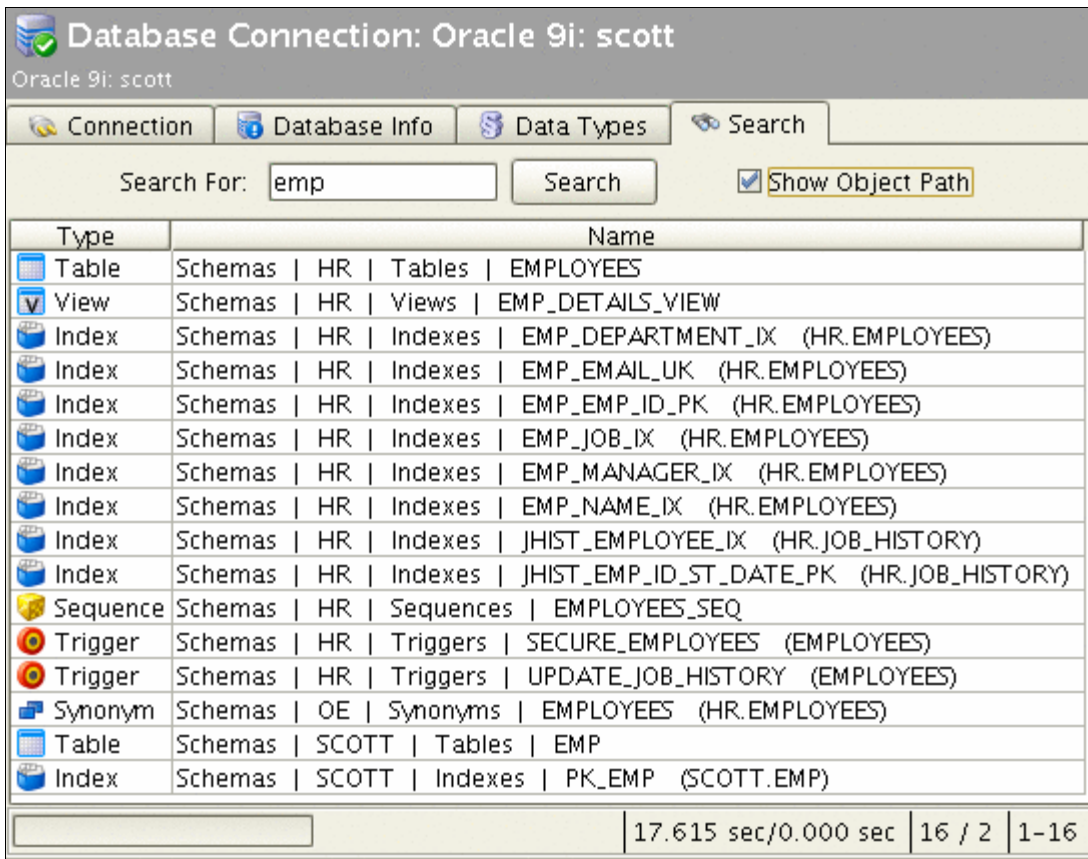 Database Connection: Oracle 9i: scott
Oracle 9i: scott
Connection Database Info Data Types Search
Search For: emp Search Show Object Path
Type Name
Table Schemas | HR | Tables | EMPLOYEES
V View Schemas | HR | Views | EMP_DETAILS_VIEW
Index Schemas | HR | Indexes | EMP_DEPARTMENT_IX (HR.EMPLOYEES)
Index Schemas | HR | Indexes | EMP_EMAIL_UK (HR.EMPLOYEES)
Index Schemas | HR | Indexes | EMP_EMP_ID_PK (HR.EMPLOYEES)
Index Schemas | HR | Indexes | EMP_JOB_IX (HR.EMPLOYEES)
Index Schemas | HR | Indexes | EMP_MANAGER_IX (HR.EMPLOYEES)
Index Schemas | HR | Indexes | EMP_NAME_IX (HR.EMPLOYEES)
Index Schemas | HR | Indexes | JHIST_EMPLOYEE_IX (HR.JOB_HISTORY)
Index Schemas | HR | Indexes | JHIST_EMP_ID_ST_DATE_PK (HR.JOB_HISTORY)
Sequence Schemas | HR | Sequences | EMPLOYEES_SEQ
Trigger Schemas | HR | Triggers | SECURE_EMPLOYEES (EMPLOYEES)
Trigger Schemas | HR | Triggers | UPDATE_JOB_HISTORY (EMPLOYEES)
Synonym Schemas | OE | Synonyms | EMPLOYEES (HR.EMPLOYEES)
Table Schemas | SCOTT | Tables | EMP
Index Schemas | SCOTT | Indexes | PK_EMP (SCOTT.EMP)
17.615 sec/0.000 sec 16 / 2 1-16